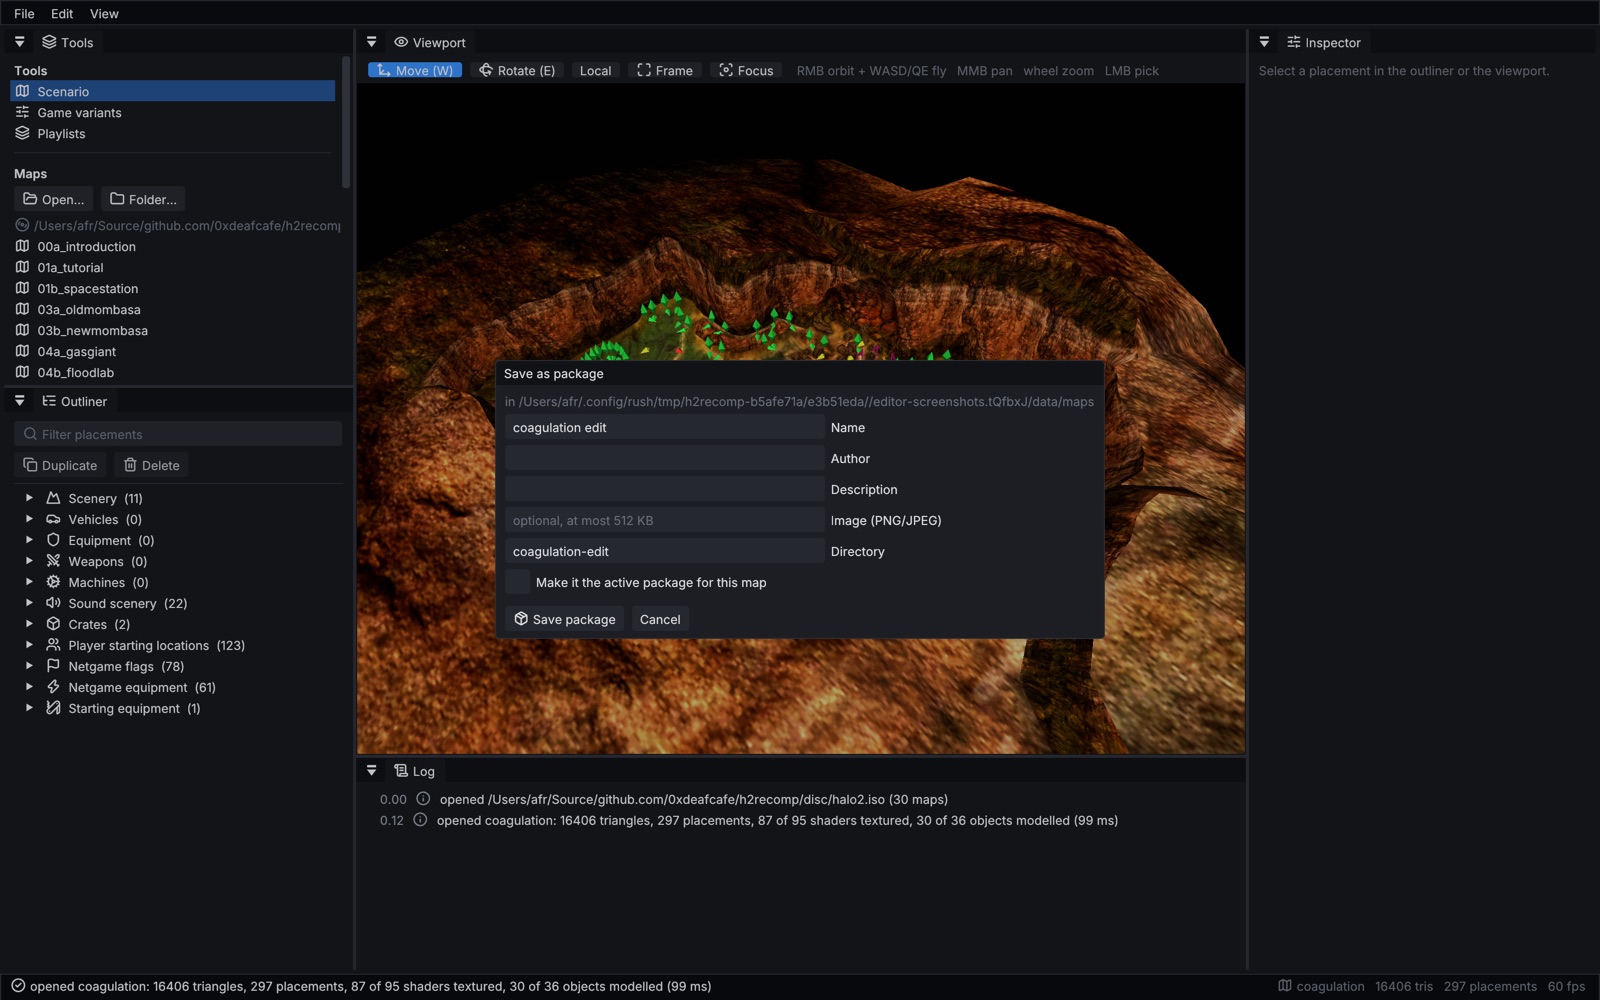 File Edit View
Tools
Tools
Scenario
Game variants
Playlists
Maps
Open... Folder...
/Users/afr/Source/github.com/0xdeafcafe/h2recomp
00a_introduction
01a_tutorial
01b_spacestation
03a_oldmombasa
03b_newmombasa
04a_gasgiant
04b_floodlab
Outliner
Filter placements
Duplicate Delete
Scenery (11)
Vehicles (0)
Equipment (0)
Weapons (0)
Machines (0)
Sound scenery (22)
Crates (2)
Player starting locations (123)
Netgame flags (78)
Netgame equipment (61)
Starting equipment (1)
Viewport
Move (W) Rotate (E) Local Frame Focus RMB orbit + WASD/QE fly MMB pan wheel zoom LMB pick
Save as package
in /Users/afr/.config/rush/tmp/h2recomp-b5afe71a/e3b51eda//editor-screenshots.tQfbxJ/data/maps
coagulation edit Name
Author
Description
optional, at most 512 KB Image (PNG/JPEG)
coagulation-edit Directory
Make it the active package for this map
Save package Cancel
Log
0.00 opened /Users/afr/Source/github.com/0xdeafcafe/h2recomp/disc/halo2.iso (30 maps)
0.12 opened coagulation: 16406 triangles, 297 placements, 87 of 95 shaders textured, 30 of 36 objects modelled (99 ms)
Inspector
Select a placement in the outliner or the viewport.
opened coagulation: 16406 triangles, 297 placements, 87 of 95 shaders textured, 30 of 36 objects modelled (99 ms)
coagulation 16406 tris 297 placements 60 fps